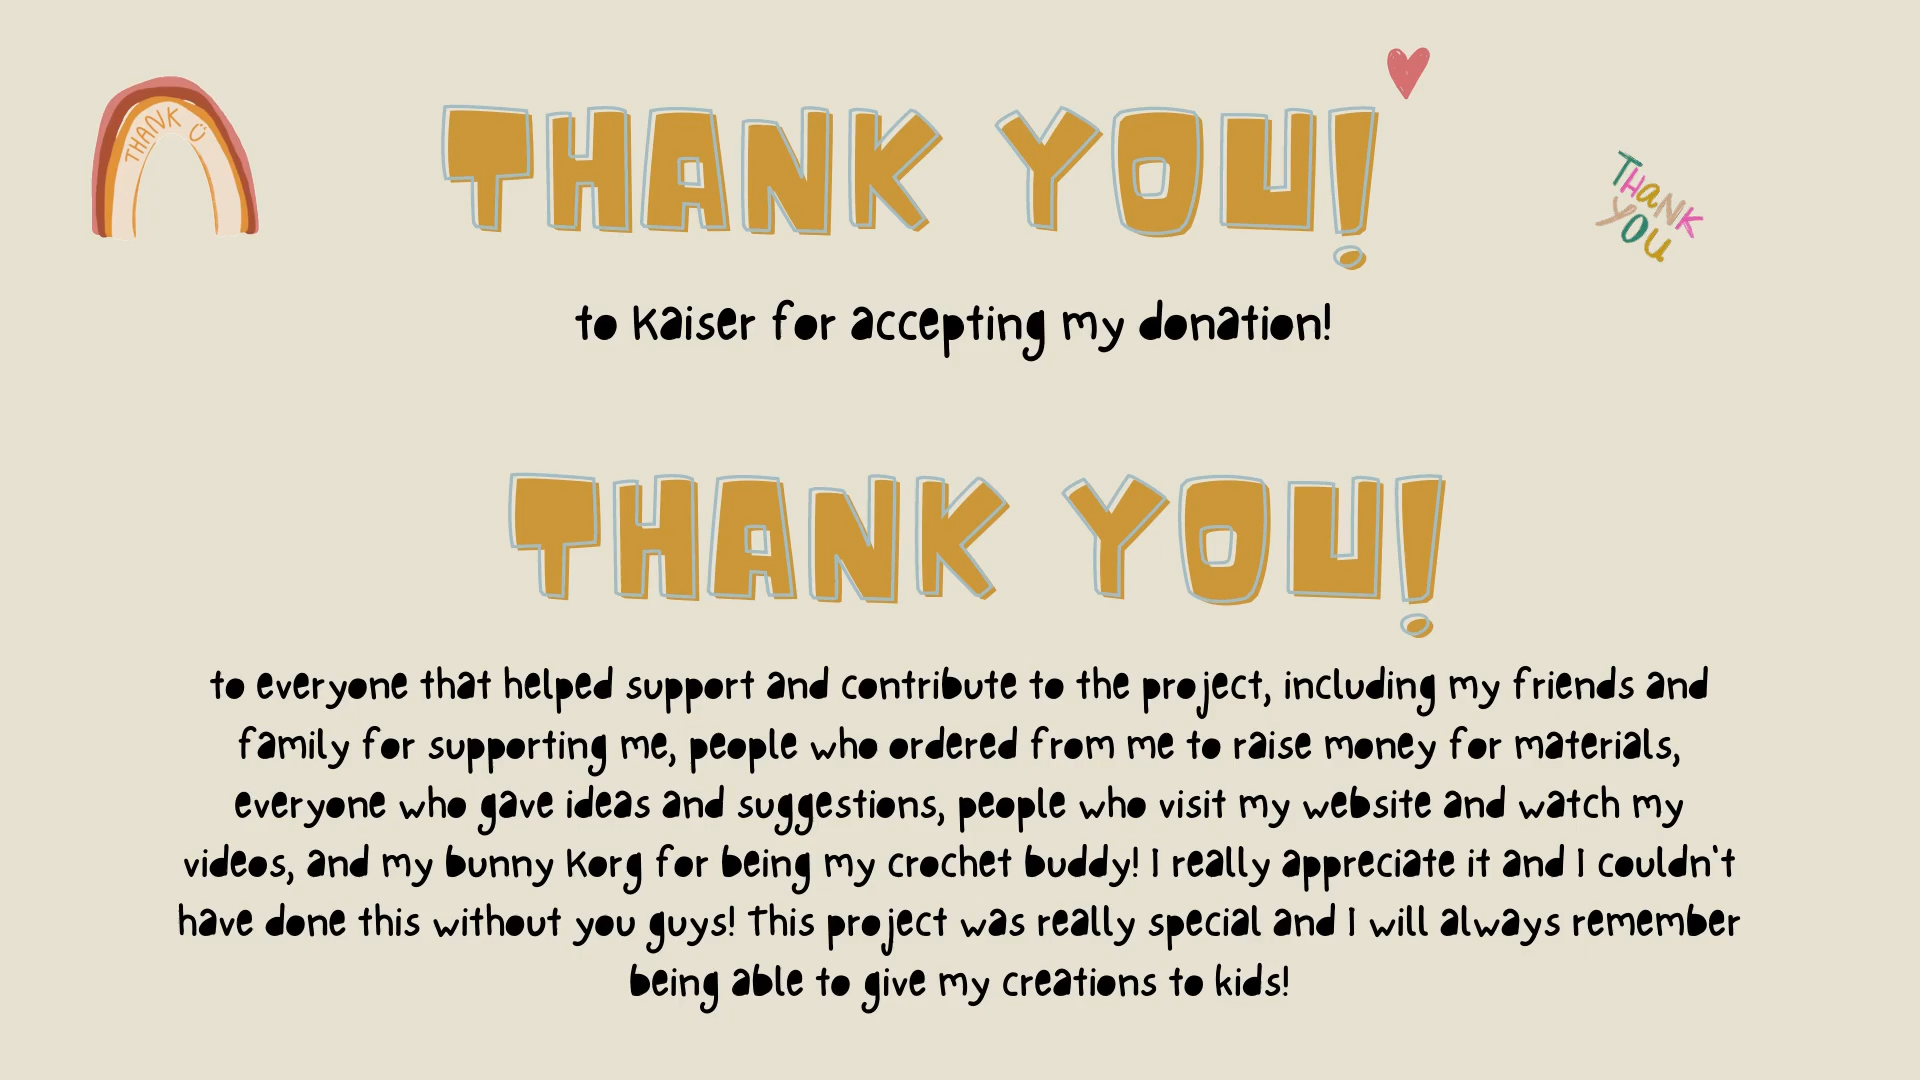 THANK Ü
THANK YOU!
THANK
YOU
to Kaiser for accepting my donation!
THANK YOU!
to everyone that helped support and contribute to the project, including my friends and
family for supporting me, people who ordered from me to raise money for materials,
everyone who gave ideas and suggestions, people who visit my website and watch my
videos, and my bunny Korg for being my crochet buddy! I really appreciate it and I couldn't
have done this without you guys! This project was really special and I will always remember
being able to give my creations to kids!